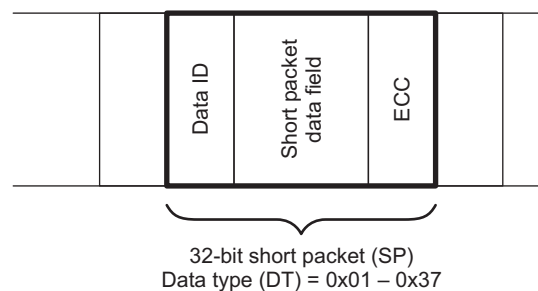 Data ID
Short packet
data field
ECC
32-bit short packet (SP)
Data type (DT) = 0x01 – 0x37